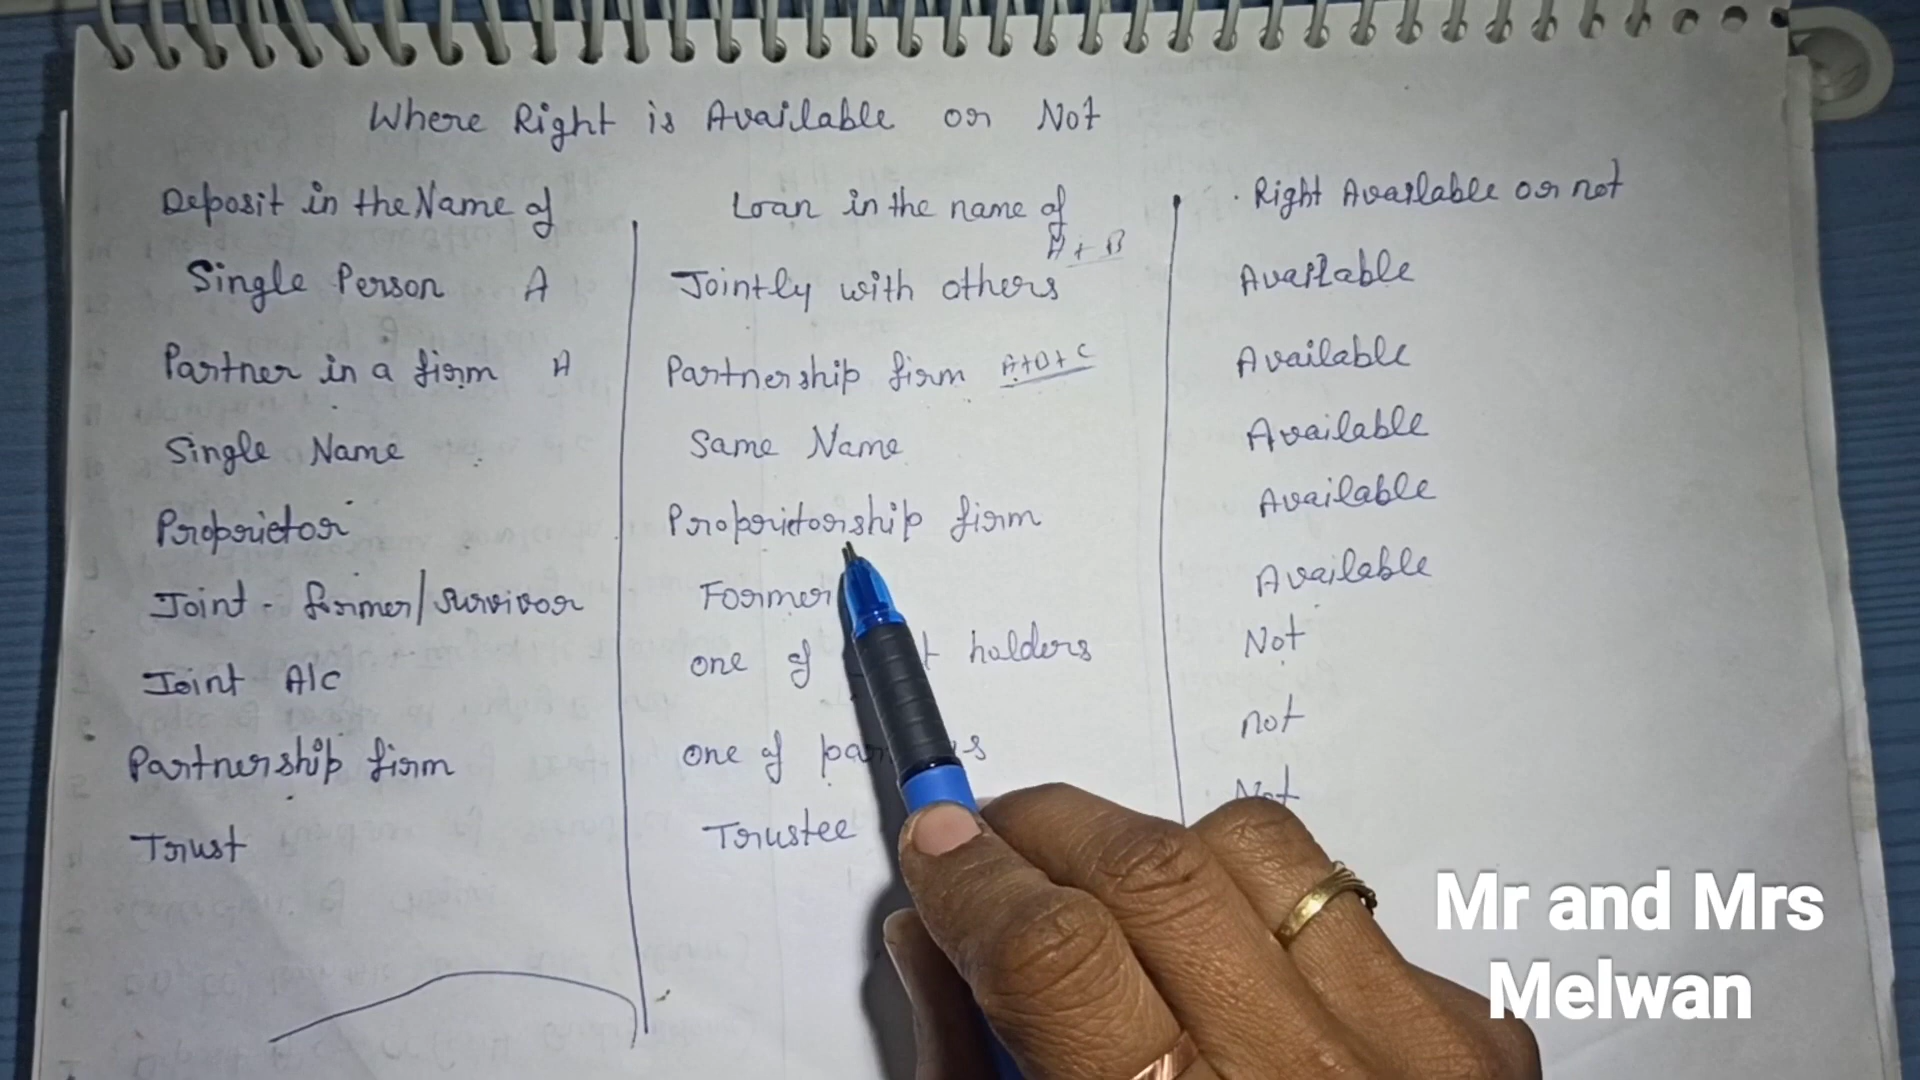 Where Right is Available or Not
Deposit in the Name of Loan in the name of Right Available or not
A + B
Single Person A Jointly with others Available
Partner in a firm A Partnership firm Available
Single Name Same Name Available
Proprietor Proprietorship firm Available
Joint - former/survivor Former Available
Joint A/C one of holders Not
Partnership firm one of not
Trust Trustee Not
Mr and Mrs
Melwan